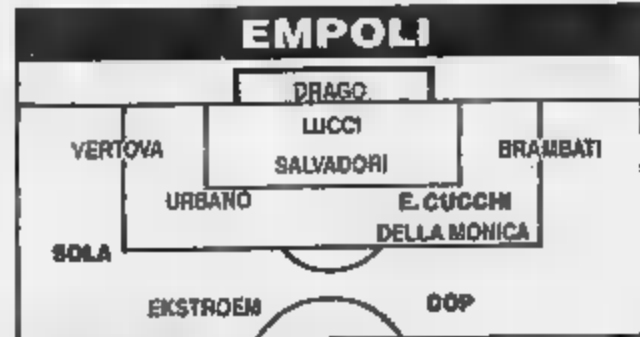 EMPOLI
DRAGO
LUCCI
VERTOVA BRAMBATI
SALVADORI
URBANO E. CUCCHI
DELLA MONICA
SOLA
EKSTROEM DOP